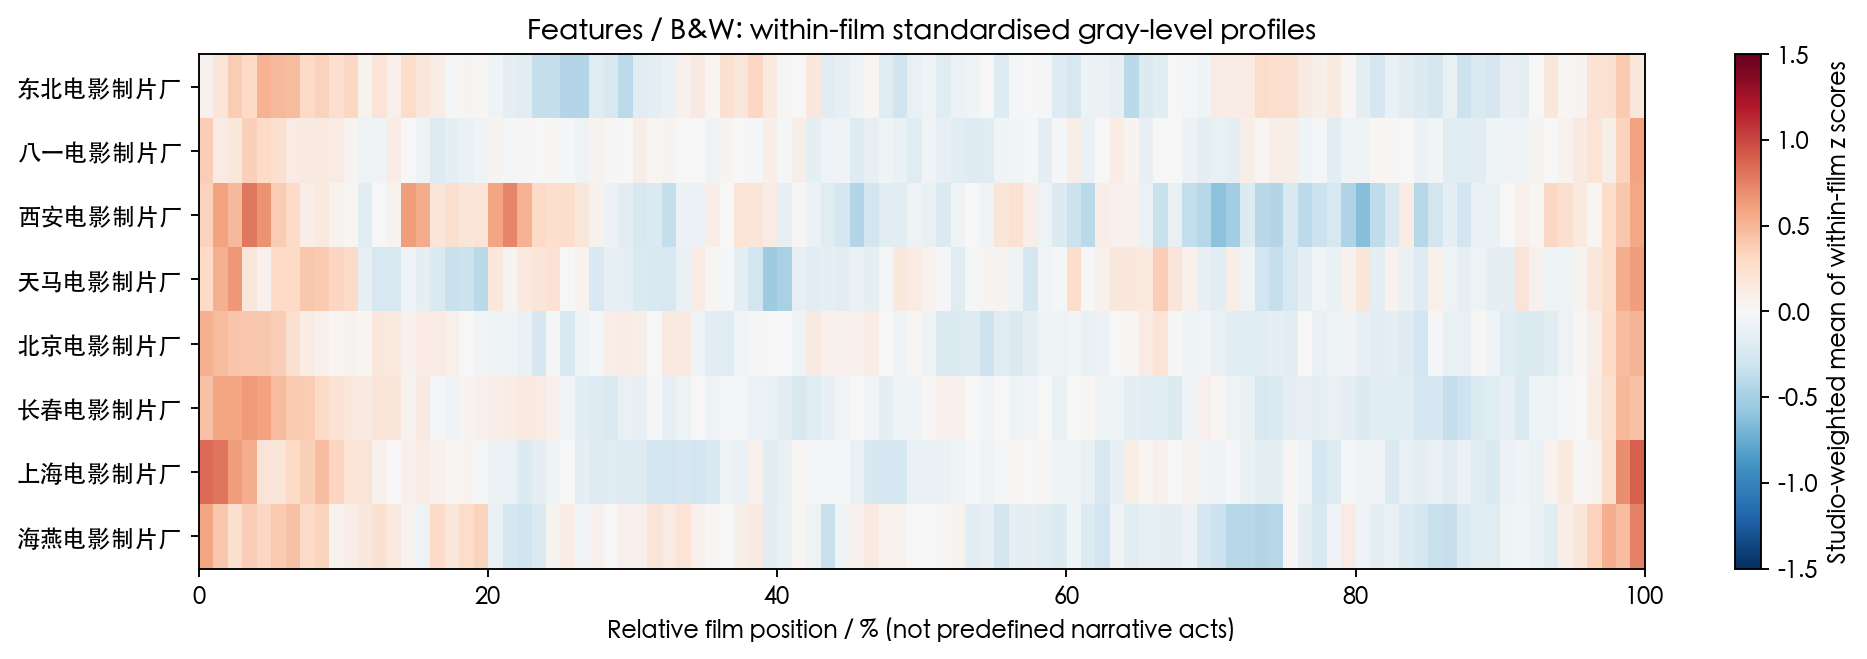 Features / B&W: within-film standardised gray-level profiles
东北电影制片厂
八一电影制片厂
西安电影制片厂
天马电影制片厂
北京电影制片厂
长春电影制片厂
上海电影制片厂
海燕电影制片厂
0 20 40 60 80 100
Relative film position / % (not predefined narrative acts)
1.5
1.0
0.5
0.0
-0.5
-1.0
-1.5
Studio-weighted mean of within-film z scores